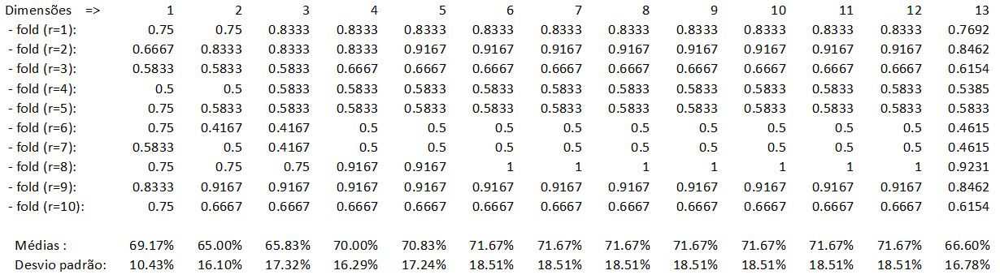 Dimensões => 1 2 3 4 5 6 7 8 9 10 11 12 13
- fold (r=1): 0.75 0.75 0.8333 0.8333 0.8333 0.8333 0.8333 0.8333 0.8333 0.8333 0.8333 0.8333 0.7692
- fold (r=2): 0.6667 0.8333 0.8333 0.8333 0.9167 0.9167 0.9167 0.9167 0.9167 0.9167 0.9167 0.9167 0.8462
- fold (r=3): 0.5833 0.5833 0.5833 0.6667 0.6667 0.6667 0.6667 0.6667 0.6667 0.6667 0.6667 0.6667 0.6154
- fold (r=4): 0.5 0.5 0.5833 0.5833 0.5833 0.5833 0.5833 0.5833 0.5833 0.5833 0.5833 0.5833 0.5385
- fold (r=5): 0.75 0.5833 0.5833 0.5833 0.5833 0.5833 0.5833 0.5833 0.5833 0.5833 0.5833 0.5833 0.5833
- fold (r=6): 0.75 0.4167 0.4167 0.5 0.5 0.5 0.5 0.5 0.5 0.5 0.5 0.5 0.4615
- fold (r=7): 0.5833 0.5 0.4167 0.5 0.5 0.5 0.5 0.5 0.5 0.5 0.5 0.5 0.4615
- fold (r=8): 0.75 0.75 0.75 0.9167 0.9167 1 1 1 1 1 1 1 0.9231
- fold (r=9): 0.8333 0.9167 0.9167 0.9167 0.9167 0.9167 0.9167 0.9167 0.9167 0.9167 0.9167 0.9167 0.8462
- fold (r=10): 0.75 0.6667 0.6667 0.6667 0.6667 0.6667 0.6667 0.6667 0.6667 0.6667 0.6667 0.6667 0.6154
Médias : 69.17% 65.00% 65.83% 70.00% 70.83% 71.67% 71.67% 71.67% 71.67% 71.67% 71.67% 71.67% 66.60%
Desvio padrão: 10.43% 16.10% 17.32% 16.29% 17.24% 18.51% 18.51% 18.51% 18.51% 18.51% 18.51% 18.51% 16.78%